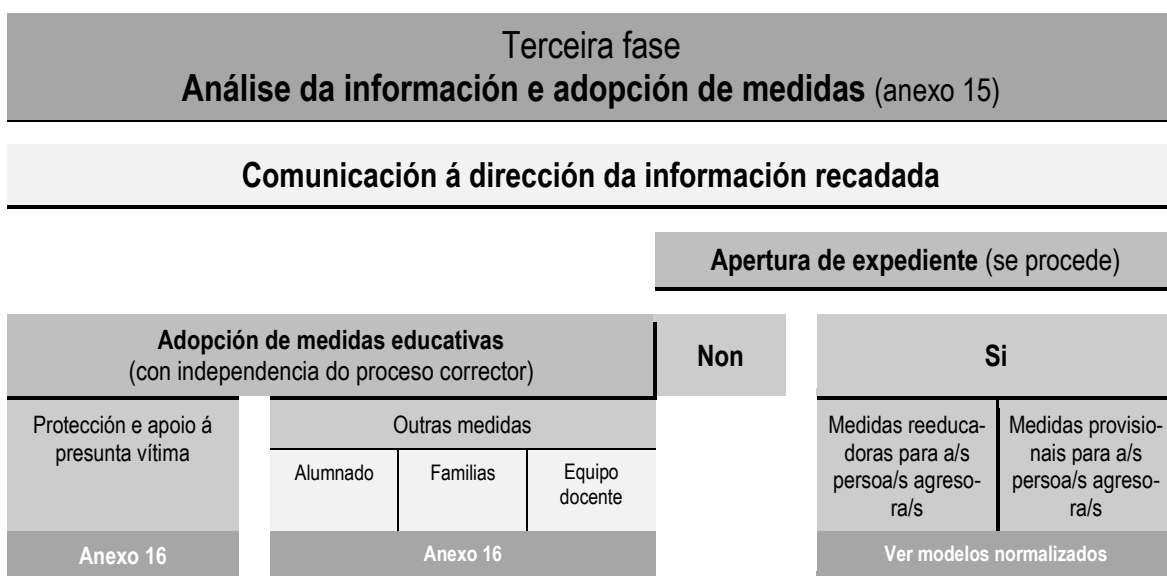 Terceira fase
Análise da información e adopción de medidas (anexo 15)
Comunicación á dirección da información recadada
Apertura de expediente (se procede)
Adopción de medidas educativas
(con independencia do proceso corrector)
Non
Si
Protección e apoio á
presunta vítima
Outras medidas
Alumnado
Familias
Equipo
docente
Medidas reeduca-
doras para a/s
persoa/s agreso-
ra/s
Medidas provisio-
nais para a/s
persoa/s agreso-
ra/s
Anexo 16
Anexo 16
Ver modelos normalizados